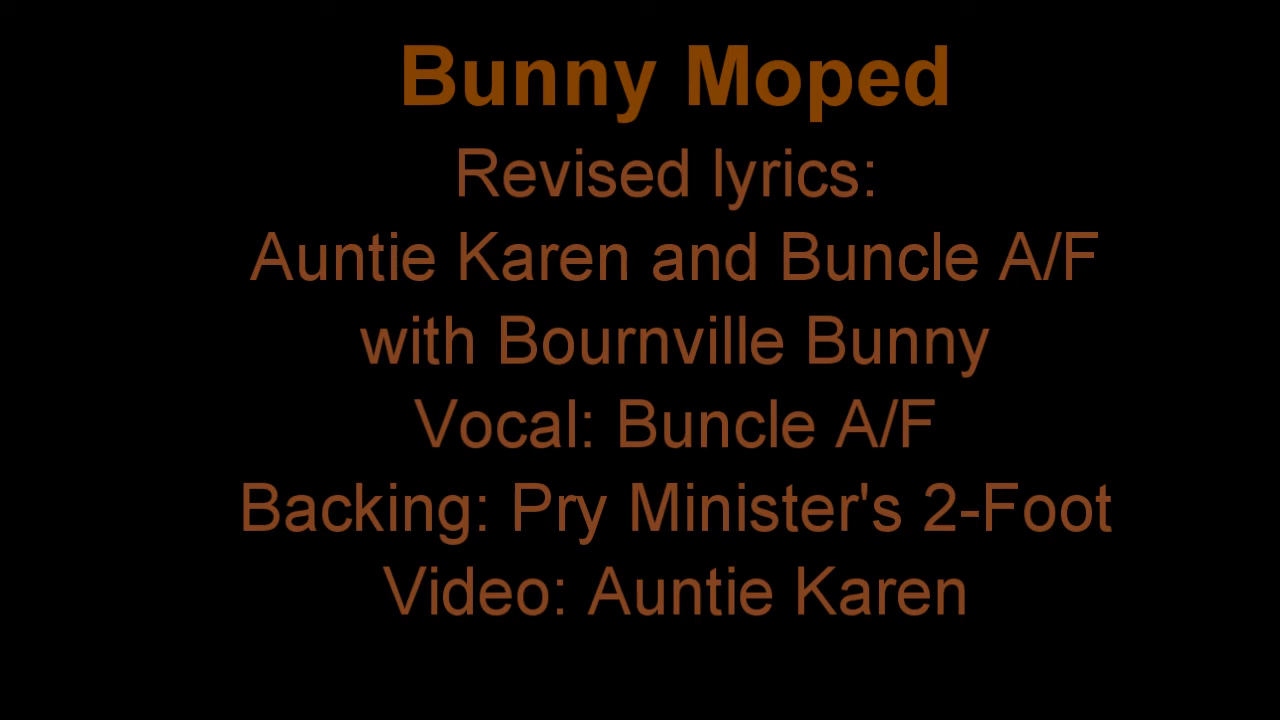 Bunny Moped
Revised lyrics:
Auntie Karen and Buncle A/F
with Bournville Bunny
Vocal: Buncle A/F
Backing: Pry Minister's 2-Foot
Video: Auntie Karen